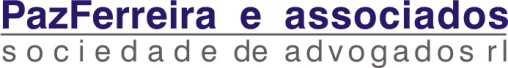 PazFerreira e associados
sociedade de advogados rl